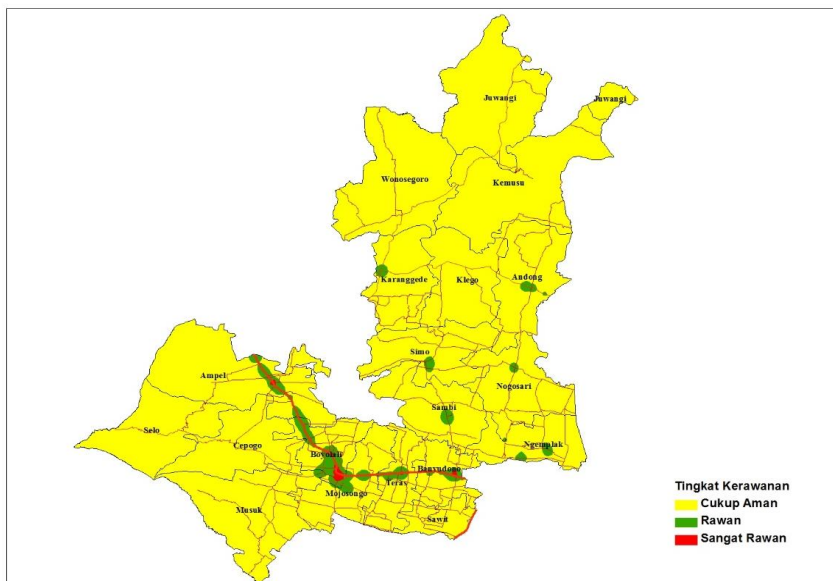 Juwangi
Juwangi
Wonosegoro
Kemusu
Karanggede
Klego
Andong
Simo
Ampel
Nogosari
Sambi
Selo
Cepogo
Ngemplak
Boyolali
Banyudono
Teras
Mojosongo
Musuk
Sawit
Tingkat Kerawanan
Cukup Aman
Rawan
Sangat Rawan